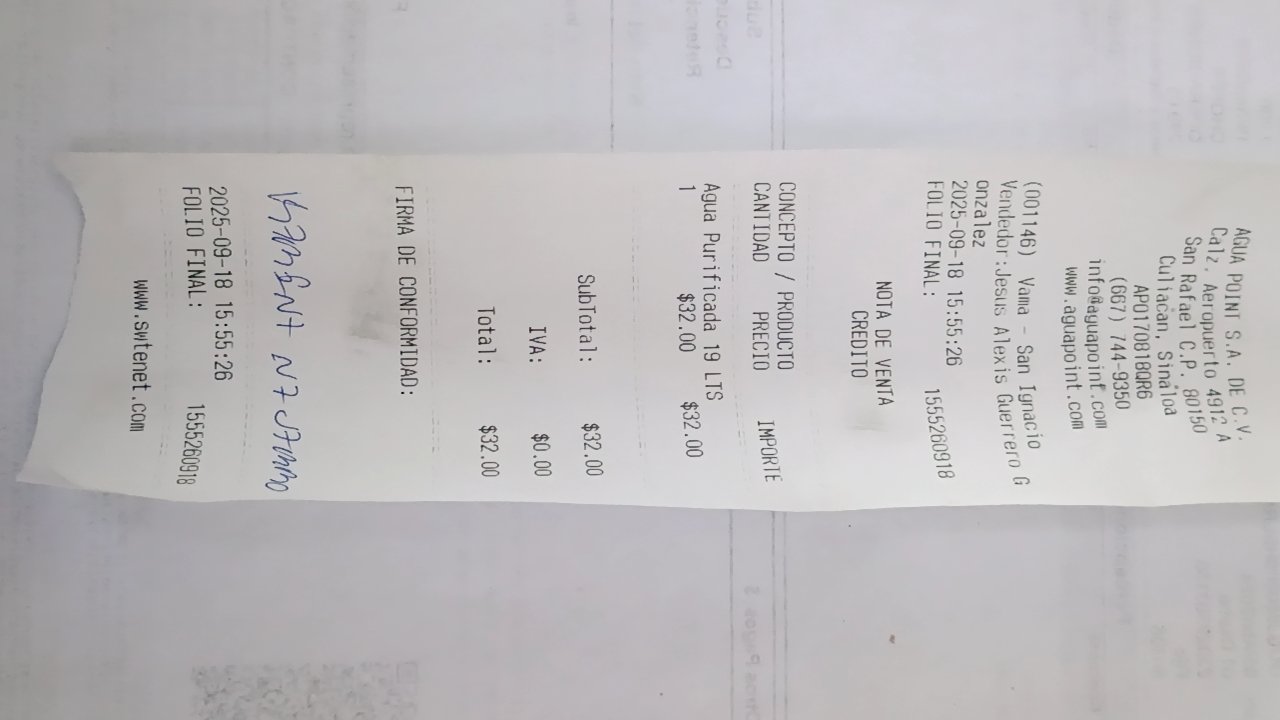 AGUA POINT S.A. DE C.V.
Calz. Aeropuerto 4912 A
San Rafael C.P. 80150
Culiacan, Sinaloa
APO170818QR6
(667) 744-9350
info@aguapoint.com
www.aguapoint.com
(001146) Vama - San Ignacio
Vendedor:Jesus Alexis Guerrero G
onzalez
2025-09-18 15:55:26
FOLIO FINAL: 1555260918
NOTA DE VENTA
CREDITO
CONCEPTO / PRODUCTO
CANTIDAD PRECIO IMPORTE
Agua Purificada 19 LTS
1 $32.00 $32.00
SubTotal: $32.00
IVA: $0.00
Total: $32.00
FIRMA DE CONFORMIDAD:
2025-09-18 15:55:26
FOLIO FINAL: 1555260918
www.swtenet.com